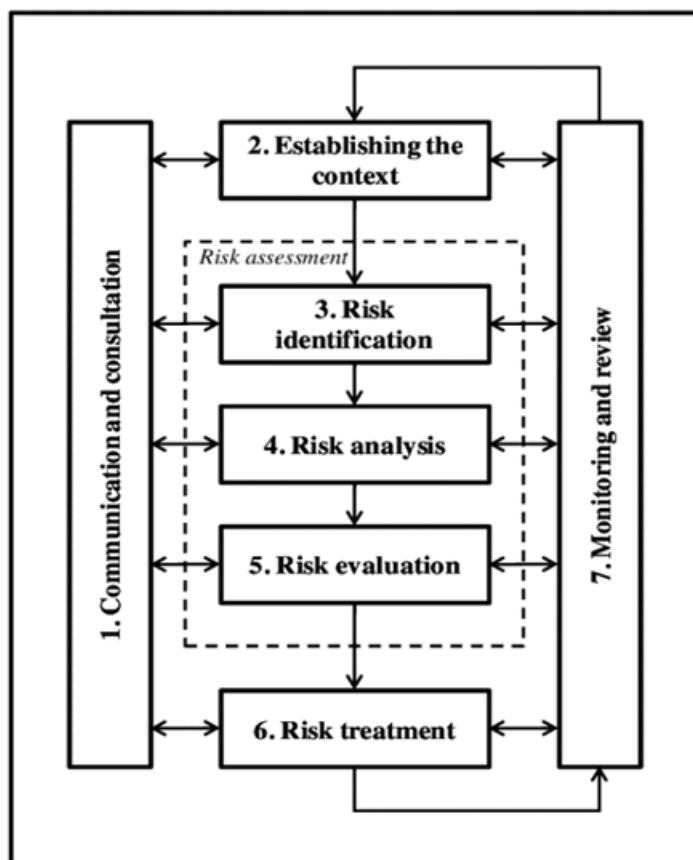 2. Establishing the
context
Risk assessment
3. Risk
identification
4. Risk analysis
5. Risk evaluation
6. Risk treatment
1. Communication and consultation
7. Monitoring and review